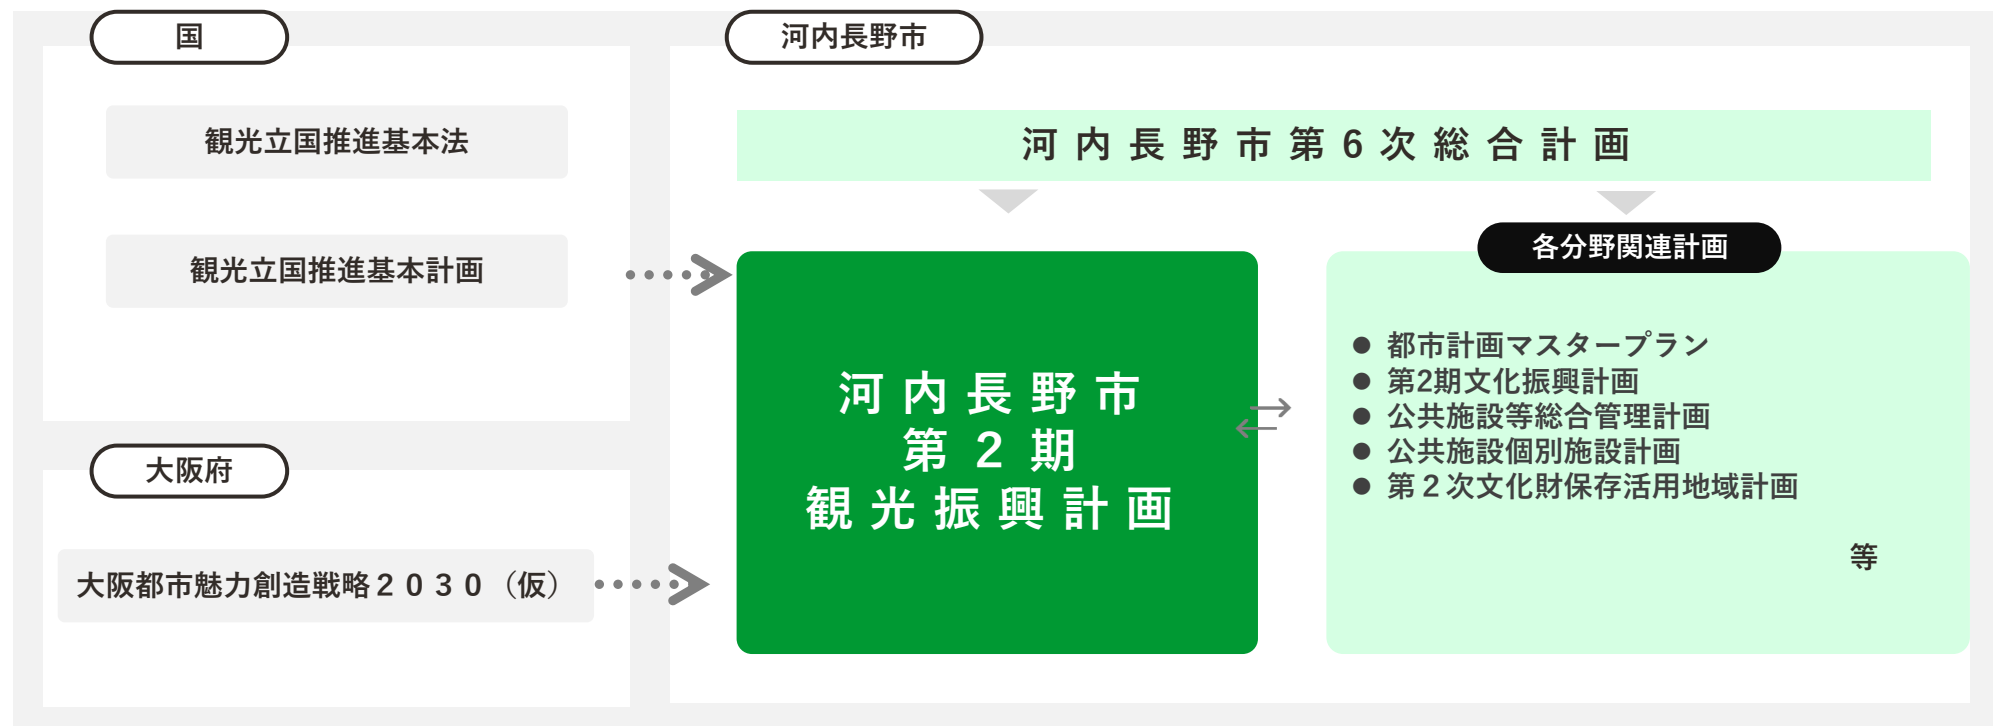 国
観光立国推進基本法
観光立国推進基本計画
大阪府
大阪都市魅力創造戦略２０３０（仮）
河内長野市
河内長野市第６次総合計画
河内長野市
第２期
観光振興計画
各分野関連計画
● 都市計画マスタープラン
● 第2期文化振興計画
● 公共施設等総合管理計画
● 公共施設個別施設計画
● 第２次文化財保存活用地域計画
等